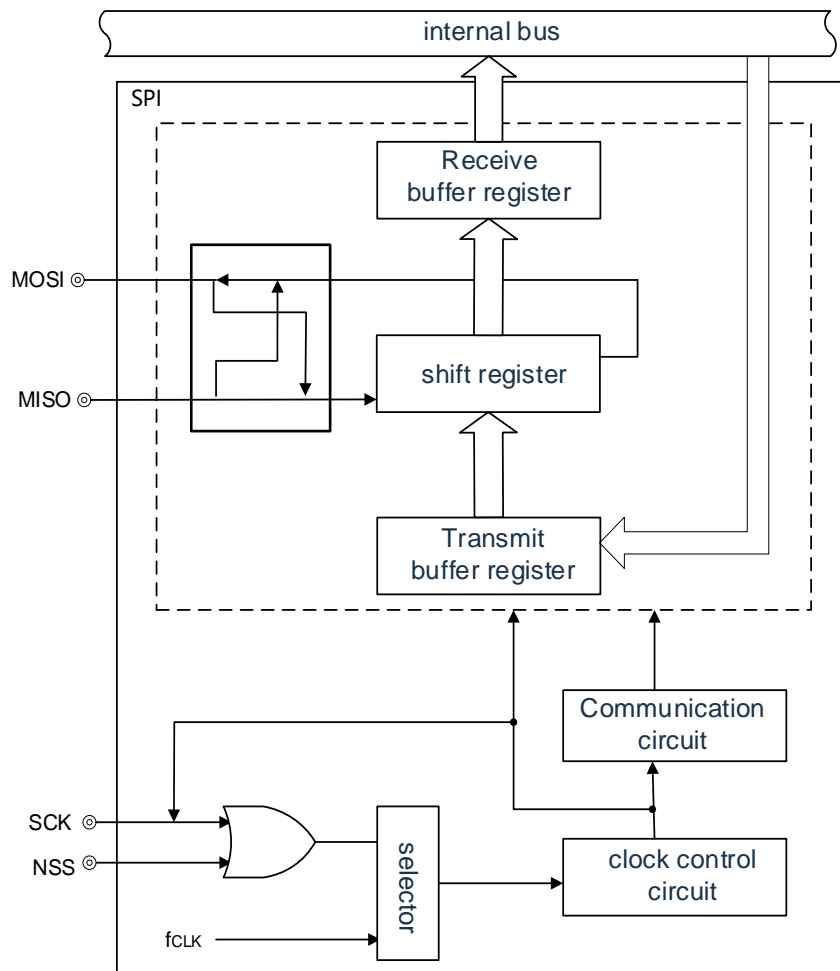 internal bus
SPI
Receive
buffer register
MOSI
shift register
MISO
Transmit
buffer register
Communication
circuit
SCK
NSS
selector
clock control
circuit
fCLK